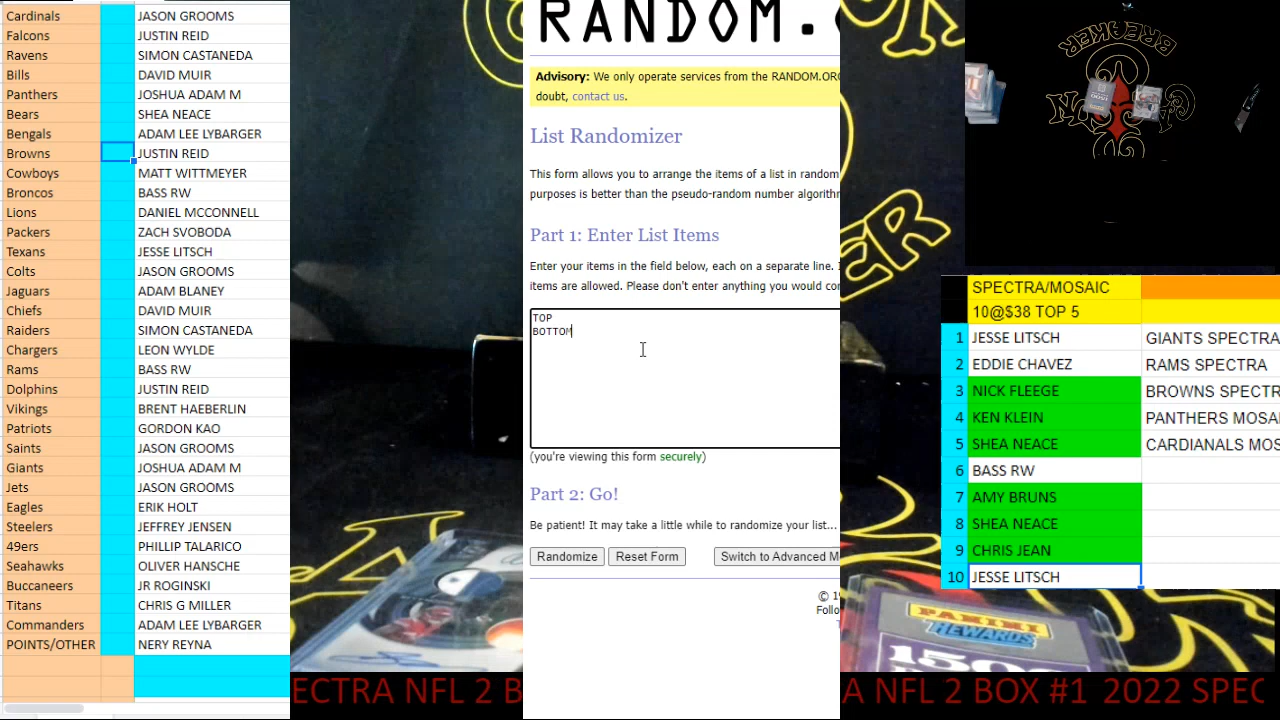 Cardinals JASON GROOMS
Falcons JUSTIN REID
Ravens SIMON CASTANEDA
Bills DAVID MUIR
Panthers JOSHUA ADAM M
Bears SHEA NEACE
Bengals ADAM LEE LYBARGER
Browns JUSTIN REID
Cowboys MATT WITTMEYER
Broncos BASS RW
Lions DANIEL MCCONNELL
Packers ZACH SVOBODA
Texans JESSE LITSCH
Colts JASON GROOMS
Jaguars ADAM BLANEY
Chiefs DAVID MUIR
Raiders SIMON CASTANEDA
Chargers LEON WYLDE
Rams BASS RW
Dolphins JUSTIN REID
Vikings BRENT HAEBERLIN
Patriots GORDON KAO
Saints JASON GROOMS
Giants JOSHUA ADAM M
Jets JASON GROOMS
Eagles ERIK HOLT
Steelers JEFFREY JENSEN
49ers PHILLIP TALARICO
Seahawks OLIVER HANSCHE
Buccaneers JR ROGINSKI
Titans CHRIS G MILLER
Commanders ADAM LEE LYBARGER
POINTS/OTHER NERY REYNA
RANDOM.
Advisory: We only operate services from the RANDOM.ORG
doubt, contact us.
List Randomizer
This form allows you to arrange the items of a list in random
purposes is better than the pseudo-random number algorithm
Part 1: Enter List Items
Enter your items in the field below, each on a separate line.
items are allowed. Please don't enter anything you would
TOP
BOTTOM
(you're viewing this form securely)
Part 2: Go!
Be patient! It may take a little while to randomize your list...
Randomize Reset Form Switch to Advanced M
© 1
Follo
BREAKER
ER
SPECTRA/MOSAIC
10@$38 TOP 5
1 JESSE LITSCH GIANTS SPECTRA
2 EDDIE CHAVEZ RAMS SPECTRA
3 NICK FLEEGE BROWNS SPECTR
4 KEN KLEIN PANTHERS MOSAI
5 SHEA NEACE CARDIANALS MOS
6 BASS RW
7 AMY BRUNS
8 SHEA NEACE
9 CHRIS JEAN
10 JESSE LITSCH
PANINI
REWARDS
1500
ECTRA NFL 2 B
A NFL 2 BOX #1 2022 SPEC